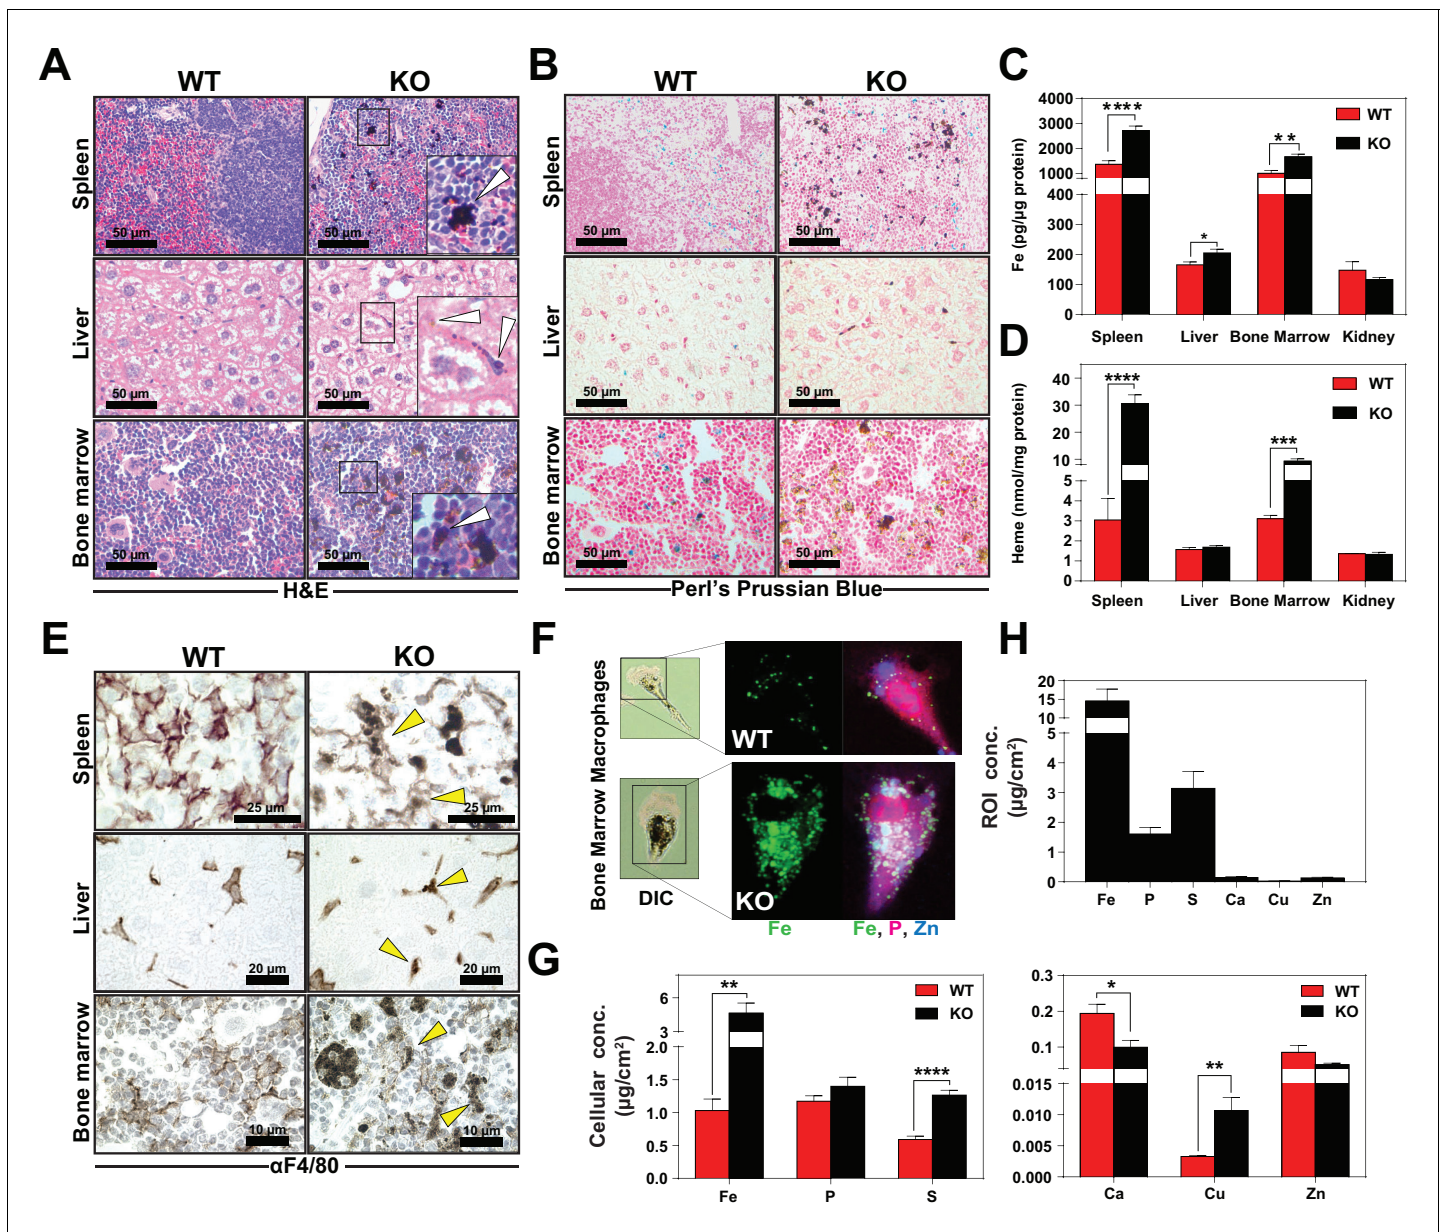 A
WT
KO
Spleen
50 µm
50 µm
Liver
50 µm
50 µm
Bone marrow
50 µm
50 µm
H&E
B
WT
KO
Spleen
50 µm
50 µm
Liver
50 µm
50 µm
Bone marrow
50 µm
50 µm
Perl's Prussian Blue
C
Fe (pg/µg protein)
4000
3000
2000
1000
400
300
200
100
0
****
*
**
WT
KO
Spleen
Liver
Bone Marrow
Kidney
D
Heme (nmol/mg protein)
40
30
20
10
5
4
3
2
1
0
****
***
WT
KO
Spleen
Liver
Bone Marrow
Kidney
E
WT
KO
Spleen
25 µm
25 µm
Liver
20 µm
20 µm
Bone marrow
10 µm
10 µm
αF4/80
F
Bone Marrow Macrophages
WT
KO
DIC
Fe
Fe, P, Zn
H
ROI conc.
(µg/cm²)
20
15
10
5
4
3
2
1
0
Fe
P
S
Ca
Cu
Zn
G
Cellular conc.
(µg/cm²)
6
3
2.0
1.5
1.0
0.5
0.0
**
****
WT
KO
Fe
P
S
0.3
0.2
0.1
0.015
0.010
0.005
0.000
*
**
WT
KO
Ca
Cu
Zn